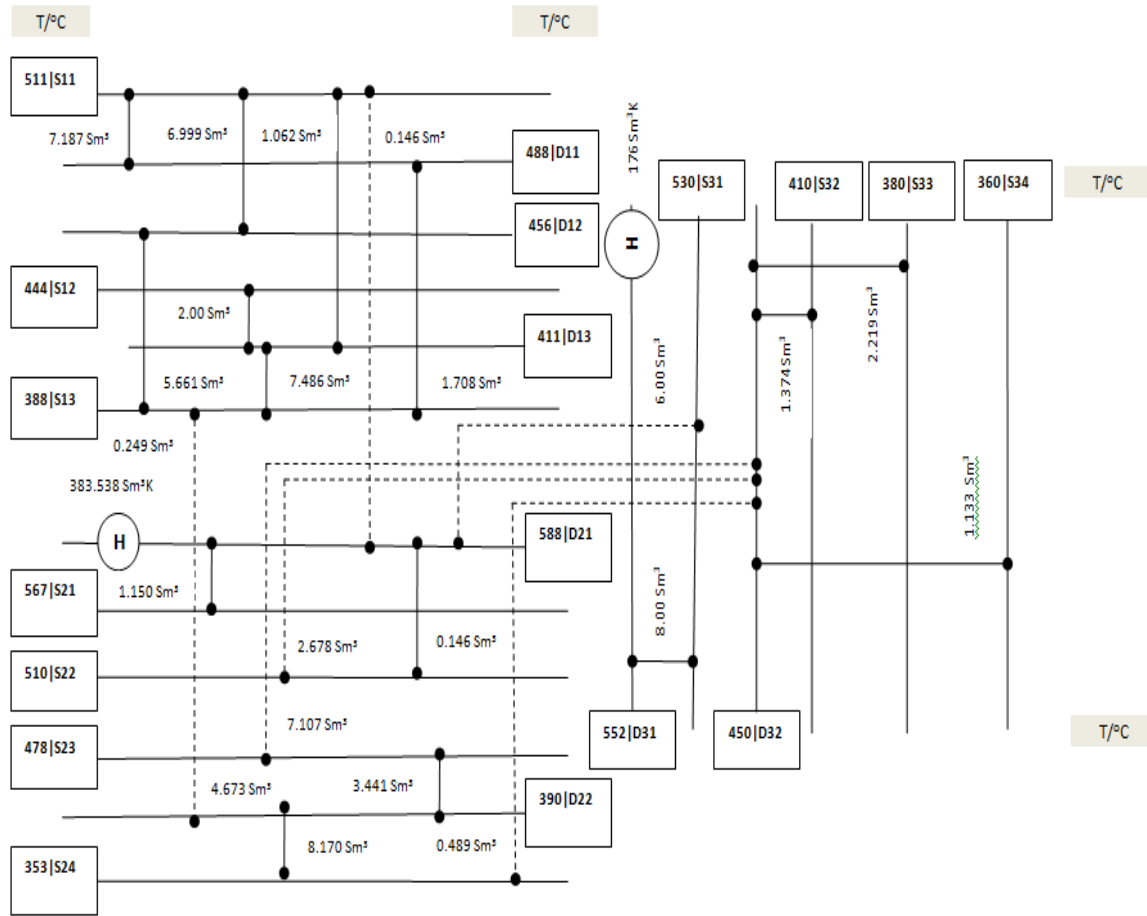 T/°C
T/°C
511|S11
7.187 Sm³
6.999 Sm³
1.062 Sm³
0.146 Sm³
488|D11
456|D12
444|S12
2.00 Sm³
411|D13
5.661 Sm³
7.486 Sm³
1.708 Sm³
388|S13
0.249 Sm³
383.538 Sm³K
H
588|D21
567|S21
1.150 Sm³
2.678 Sm³
0.146 Sm³
510|S22
7.107 Sm³
478|S23
4.673 Sm³
3.441 Sm³
390|D22
8.170 Sm³
0.489 Sm³
353|S24
176 Sm³K
530|S31
410|S32
380|S33
360|S34
T/°C
H
6.00 Sm³
1.374 Sm³
2.219 Sm³
1.133 Sm³
8.00 Sm³
552|D31
450|D32
T/°C